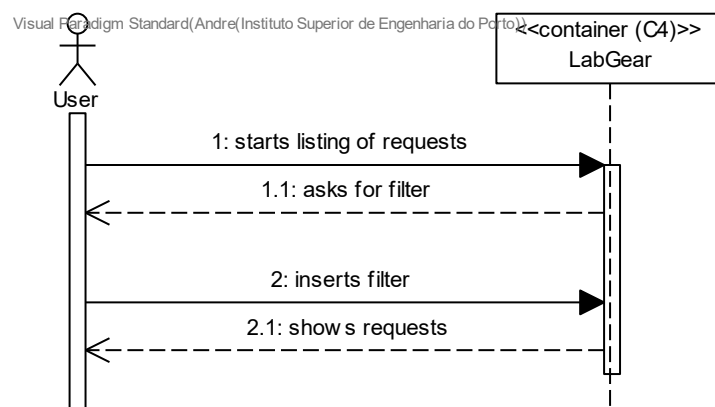 Visual Paradigm Standard(Andre(Instituto Superior de Engenharia do Porto))
<<container (C4)>>
LabGear
User
1: starts listing of requests
1.1: asks for filter
2: inserts filter
2.1: shows requests